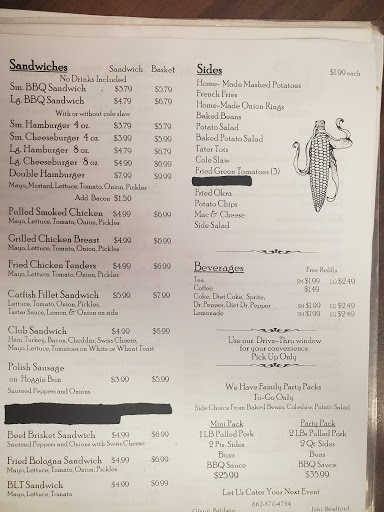 Sandwiches Sandwich Basket
No Drinks Included
Sm. BBQ Sandwich $3.79 $5.79
Lg. BBQ Sandwich $4.79 $6.79
With or without cole slaw
Sm. Hamburger 4 oz. $3.79 $5.79
Sm. Cheeseburger 4 oz. $3.99 $5.99
Lg. Hamburger 8 oz. $4.79 $6.79
Lg. Cheeseburger 8 oz. $4.99 $6.99
Double Hamburger $7.99 $9.99
Mayo, Mustard, Lettuce, Tomato, Onion, Pickles
Add Bacon $1.50
Pulled Smoked Chicken $4.99 $6.99
Mayo, Lettuce, Tomato, Onion, Pickles
Grilled Chicken Breast $4.99 $6.99
Mayo, Lettuce, Tomato, Onion, Pickles
Fried Chicken Tenders $4.99 $6.99
Mayo, Lettuce, Tomato, Onion, Pickles
Catfish Fillet Sandwich $5.99 $7.99
Lettuce, Tomato, Onion, Pickles,
Tartar Sauce, Lemon, & Onion on side
Club Sandwich $4.99 $6.99
Ham, Turkey, Bacon, Cheddar, Swiss Cheese,
Mayo, Lettuce, Tomatoes on White or Wheat Toast
Polish Sausage
on Hoggie Bun $3.99 $5.99
Sauteed Peppers and Onions
Beef Brisket Sandwich $4.99 $6.99
Sauteed Peppers and Onions with Swiss Cheese
Fried Bologna Sandwich $4.99 $6.99
Mayo, Lettuce, Tomato, Onion, Pickles
BLT Sandwich $4.99 $6.99
Mayo, Lettuce, Tomato
Sides $1.99 each
Home-Made Mashed Potatoes
French Fries
Home-Made Onion Rings
Baked Beans
Potato Salad
Baked Potato Salad
Tater Tots
Cole Slaw
Fried Green Tomatoes (3)
Fried Okra
Potato Chips
Mac & Cheese
Side Salad
Beverages Free Refills
Tea SM $1.99 LG $2.49
Coffee $1.49
Coke, Diet Coke, Sprite,
Dr. Pepper, Diet Dr. Pepper SM $1.99 LG $2.49
Lemonade SM $1.99 LG $2.49
Use our Drive-Thru window
for your convenience
Pick Up Only
We Have Family Party Packs
To-Go Only
Side Choices From Baked Beans, Coleslaw, Potato Salad
Mini Pack Party Pack
1 LB Pulled Pork 2 LBs Pulled Pork
2 Pts. Sides 2 Qt. Sides
Buns Buns
BBQ Sauce BBQ Sauce
$25.99 $35.99
Let Us Cater Your Next Event
662-570-4734
Glenn Bradford Joni Bradford